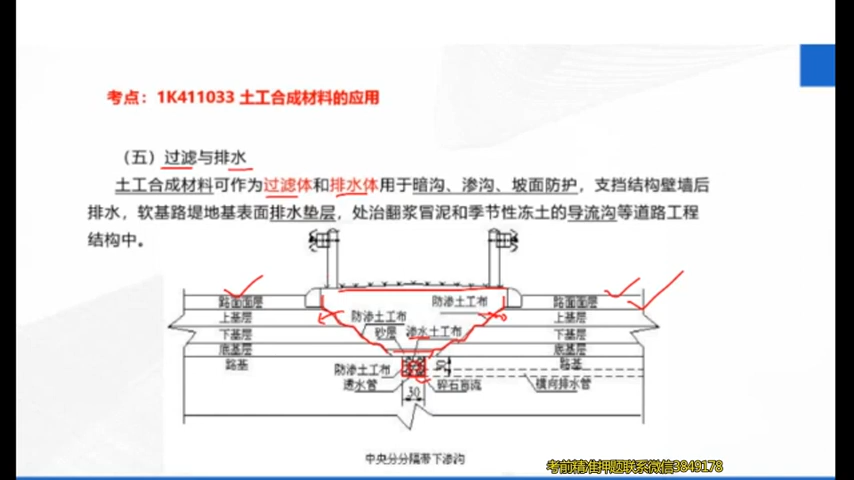 考点：1K411033 土工合成材料的应用
（五）过滤与排水
土工合成材料可作为过滤体和排水体用于暗沟、渗沟、坡面防护，支挡结构壁墙后
排水，软基路堤地基表面排水垫层，处治翻浆冒泥和季节性冻土的导流沟等道路工程
结构中。
路面面层 防渗土工布 路面面层
上基层 防渗土工布 上基层
下基层 砂层 渗水土工布 下基层
底基层 底基层
路基 防渗土工布 50 路基
透水管 30 碎石盲沟 横向排水管
中央分分隔带下渗沟
考前精准押题联系微信3849178